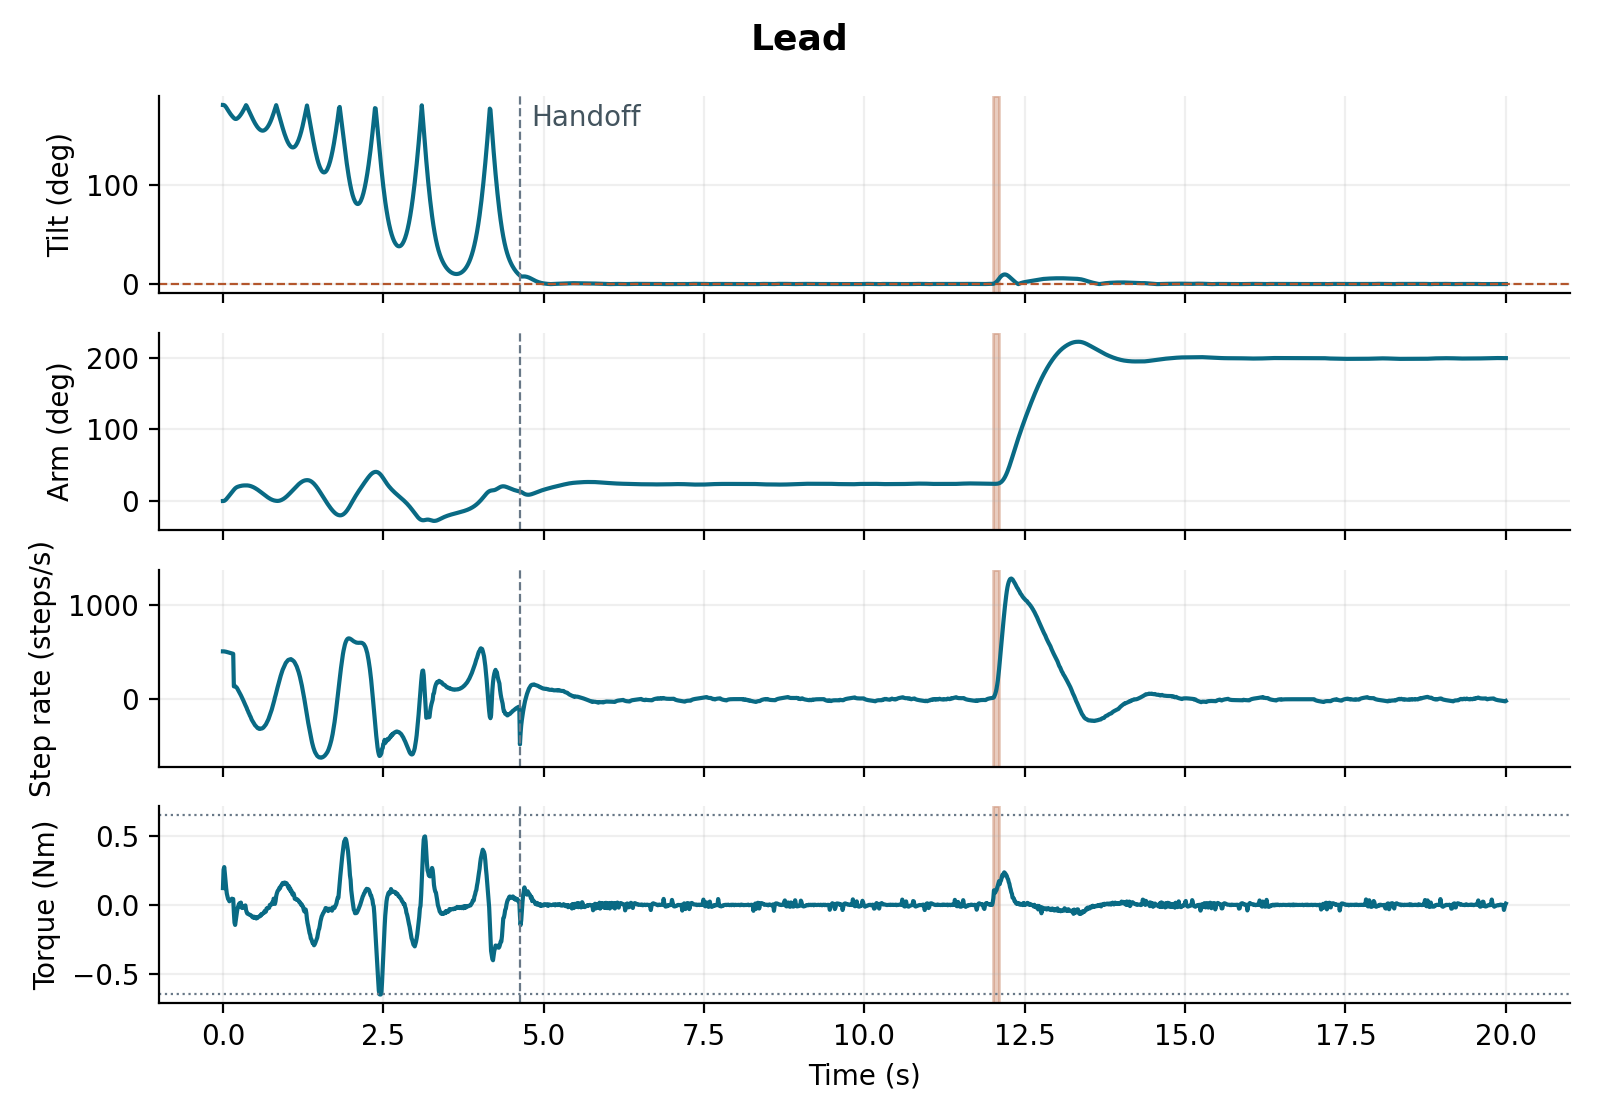 Lead
Tilt (deg)
100
0
Handoff
Arm (deg)
200
100
0
Step rate (steps/s)
1000
0
Torque (Nm)
0.5
0.0
−0.5
0.0 2.5 5.0 7.5 10.0 12.5 15.0 17.5 20.0
Time (s)